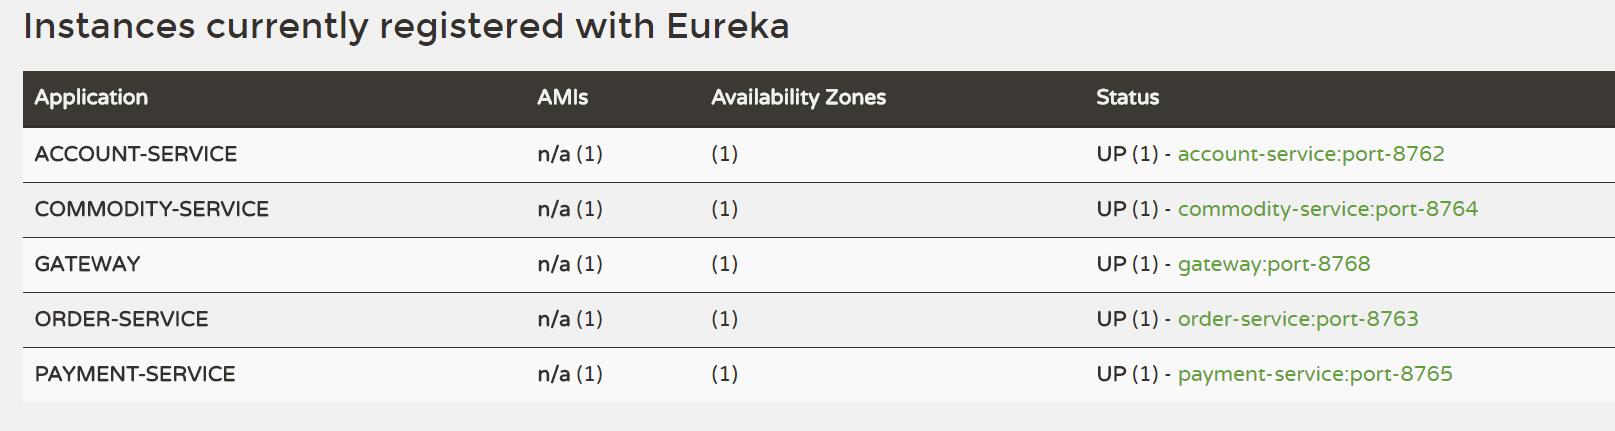 Instances currently registered with Eureka
Application AMIs Availability Zones Status
ACCOUNT-SERVICE n/a (1) (1) UP (1) - account-service:port-8762
COMMODITY-SERVICE n/a (1) (1) UP (1) - commodity-service:port-8764
GATEWAY n/a (1) (1) UP (1) - gateway:port-8768
ORDER-SERVICE n/a (1) (1) UP (1) - order-service:port-8763
PAYMENT-SERVICE n/a (1) (1) UP (1) - payment-service:port-8765